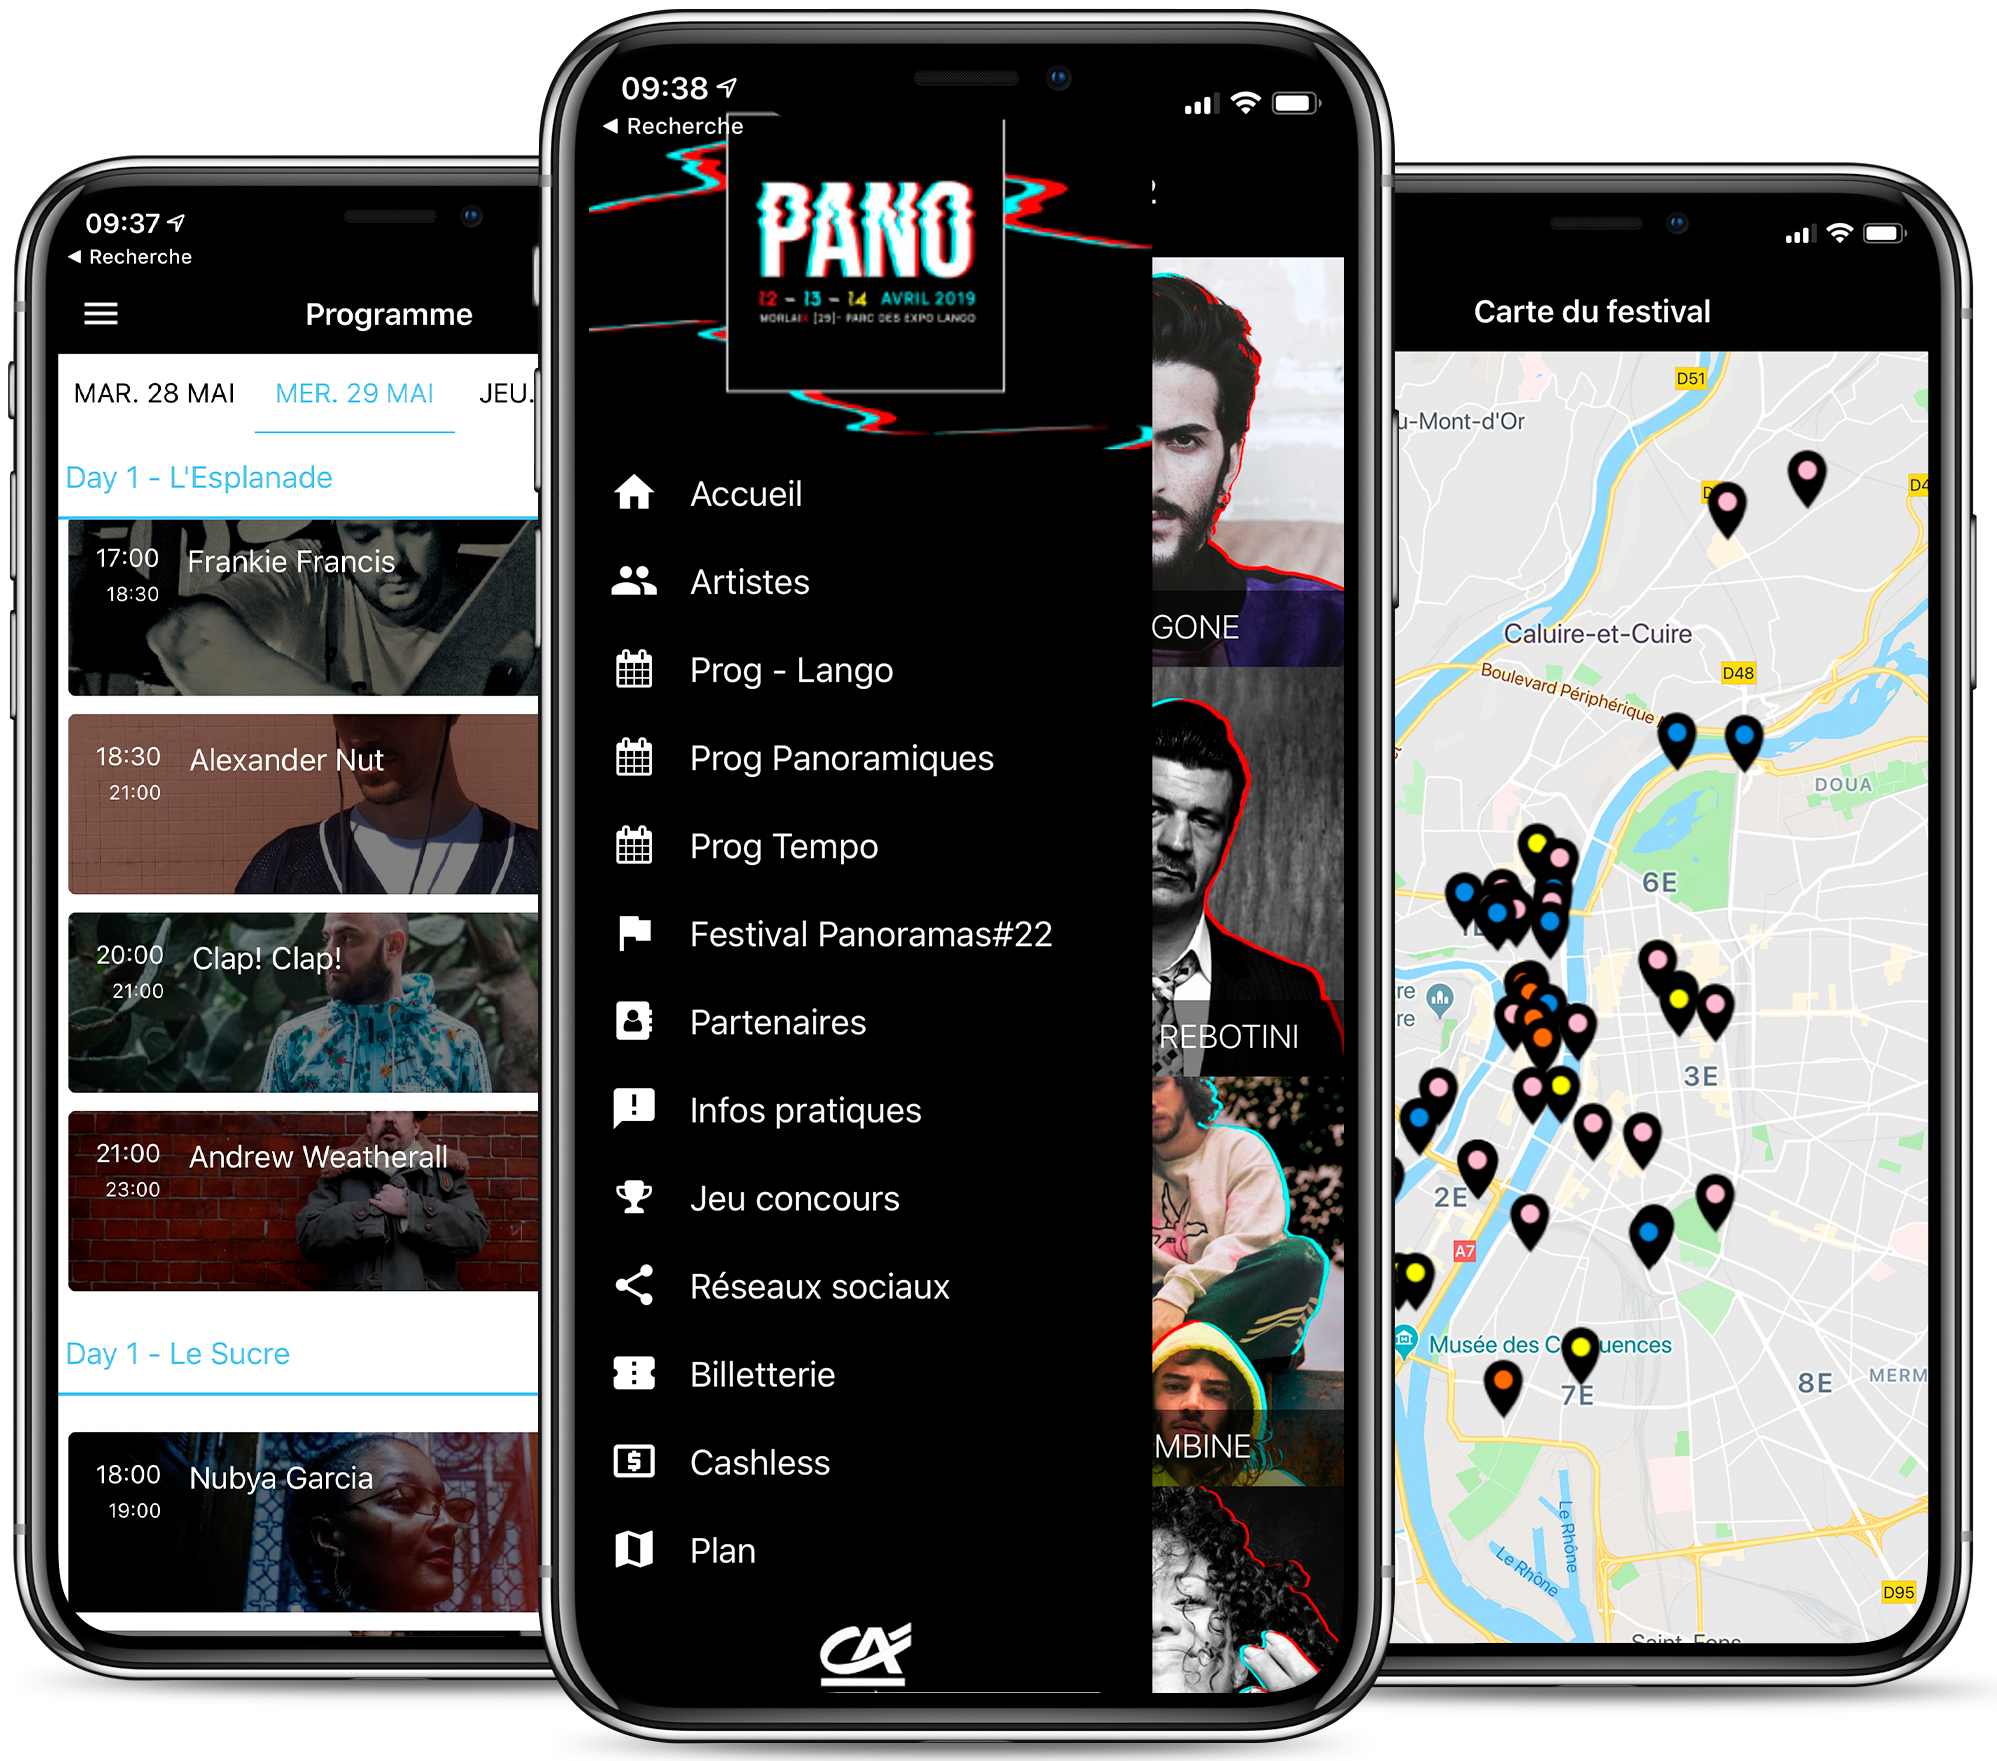 09:37
◀ Recherche
Programme
MAR. 28 MAI
MER. 29 MAI
JEU.
Day 1 - L'Esplanade
17:00
Frankie Francis
18:30
18:30
Alexander Nut
21:00
20:00
Clap! Clap!
21:00
21:00
Andrew Weatherall
23:00
Day 1 - Le Sucre
18:00
Nubya Garcia
19:00
09:38
◀ Recherche
PANO
12 - 13 - 14 AVRIL 2019
MORLAIX [29]- PARC DES EXPO LANGO
Accueil
Artistes
Prog - Lango
Prog Panoramiques
Prog Tempo
Festival Panoramas#22
Partenaires
Infos pratiques
Jeu concours
Réseaux sociaux
Billetterie
Cashless
Plan
CA
GONE
REBOTINI
MBINE
Carte du festival
D51
u-Mont-d'Or
Caluire-et-Cuire
Boulevard Périphérique
D48
DOUA
6E
re
re
3E
2E
A7
Musée des C uences
7E
8E
MERM
Le Rhône
Le Rhône
D95